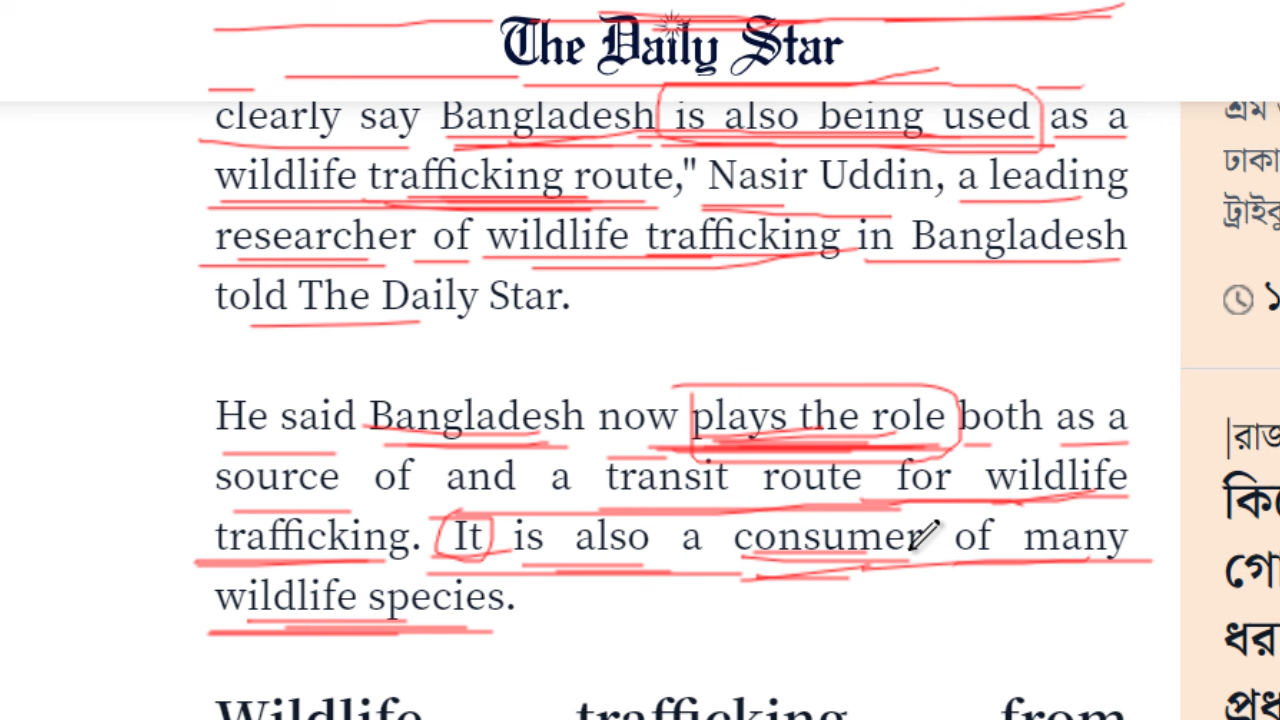 The Daily Star
clearly say Bangladesh is also being used as a
wildlife trafficking route," Nasir Uddin, a leading
researcher of wildlife trafficking in Bangladesh
told The Daily Star.
He said Bangladesh now plays the role both as a
source of and a transit route for wildlife
trafficking. It is also a consumer of many
wildlife species.
Wildlife trafficking from
ঢাকা